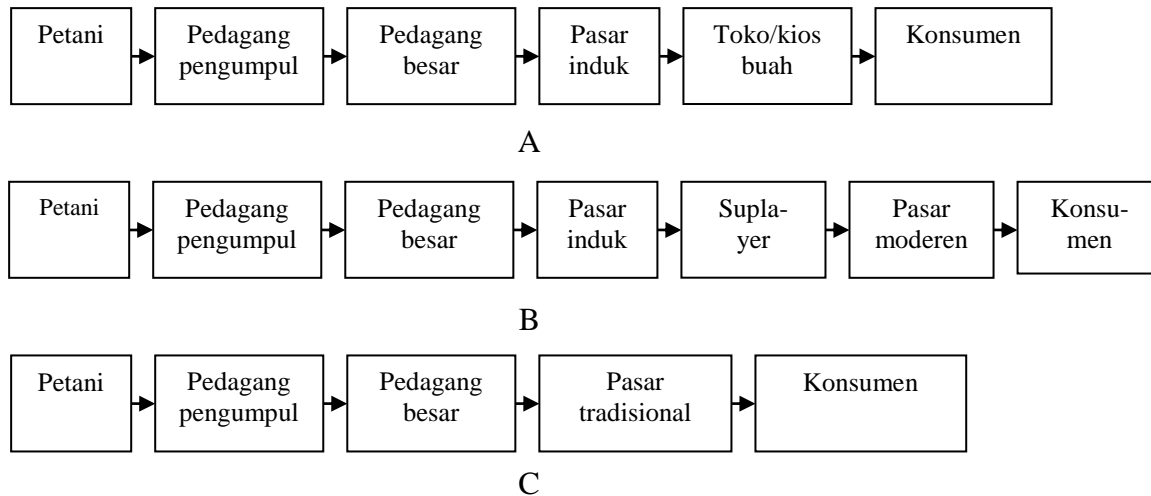 Petani
Pedagang
pengumpul
Pedagang
besar
Pasar
induk
Toko/kios
buah
Konsumen
A
Petani
Pedagang
pengumpul
Pedagang
besar
Pasar
induk
Supla-
yer
Pasar
moderen
Konsu-
men
B
Petani
Pedagang
pengumpul
Pedagang
besar
Pasar
tradisional
Konsumen
C